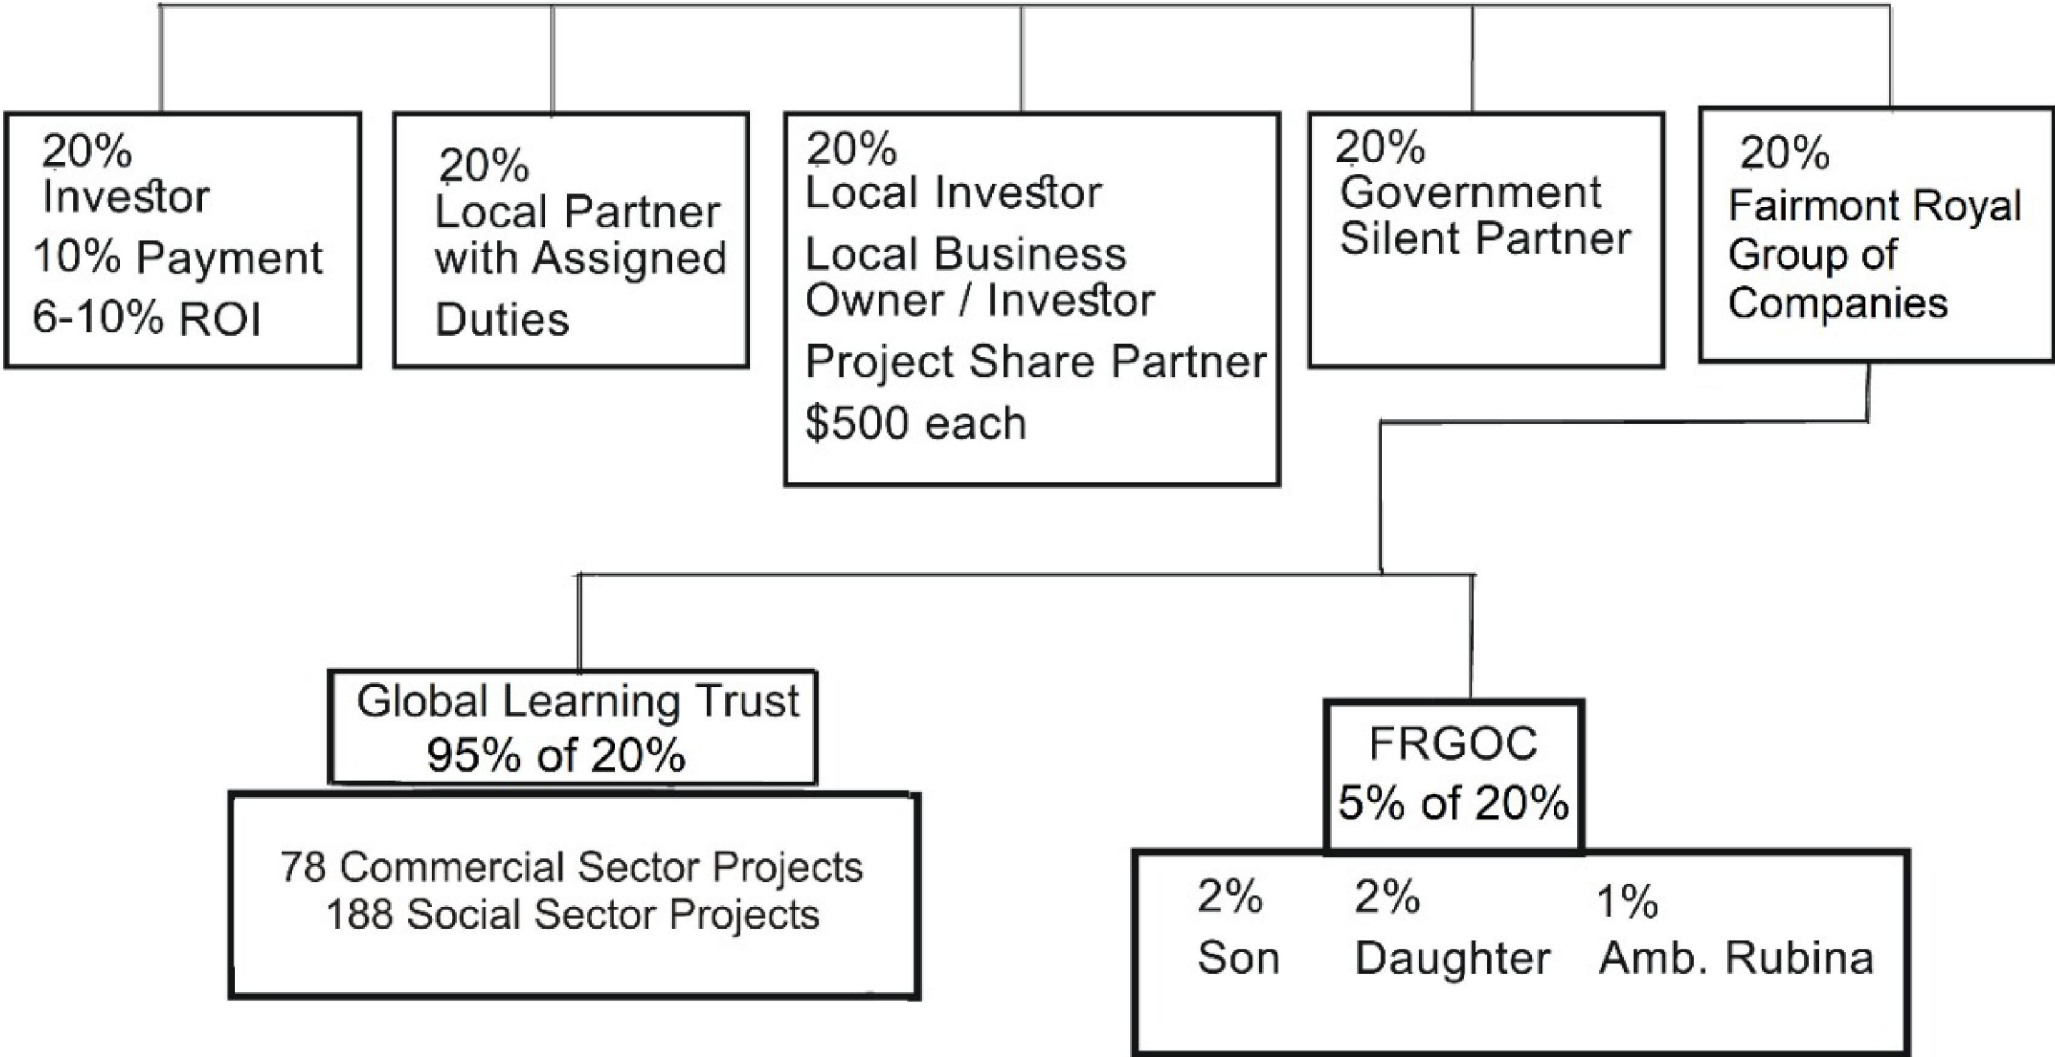 20%
Investor
10% Payment
6-10% ROI
20%
Local Partner
with Assigned
Duties
20%
Local Investor
Local Business
Owner / Investor
Project Share Partner
$500 each
20%
Government
Silent Partner
20%
Fairmont Royal
Group of
Companies
Global Learning Trust
95% of 20%
78 Commercial Sector Projects
188 Social Sector Projects
FRGOC
5% of 20%
2% 2% 1%
Son Daughter Amb. Rubina